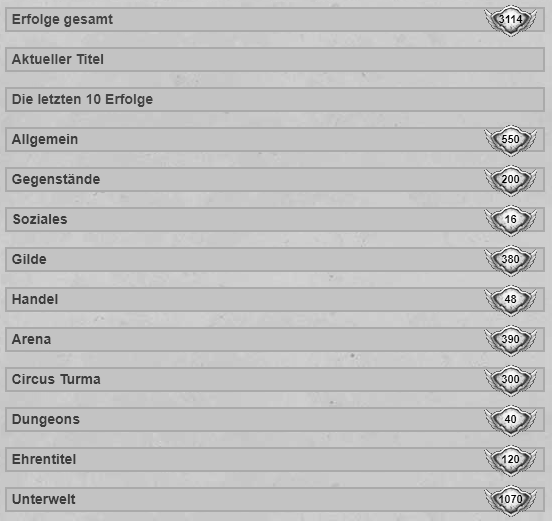 Erfolge gesamt 3114
Aktueller Titel
Die letzten 10 Erfolge
Allgemein 550
Gegenstände 200
Soziales 16
Gilde 380
Handel 48
Arena 390
Circus Turma 300
Dungeons 40
Ehrentitel 120
Unterwelt 1070